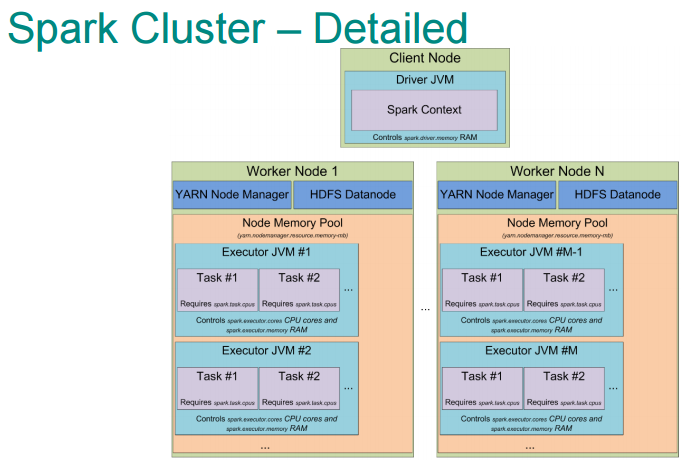 Spark Cluster – Detailed
Client Node
Driver JVM
Spark Context
Controls spark.driver.memory RAM
Worker Node 1
YARN Node Manager
HDFS Datanode
Node Memory Pool
(yarn.nodemanager.resource.memory-mb)
Executor JVM #1
Task #1
Requires spark.task.cpus
Task #2
Requires spark.task.cpus
...
Controls spark.executor.cores CPU cores and
spark.executor.memory RAM
Executor JVM #2
Task #1
Requires spark.task.cpus
Task #2
Requires spark.task.cpus
...
Controls spark.executor.cores CPU cores and
spark.executor.memory RAM
...
...
Worker Node N
YARN Node Manager
HDFS Datanode
Node Memory Pool
(yarn.nodemanager.resource.memory-mb)
Executor JVM #M-1
Task #1
Requires spark.task.cpus
Task #2
Requires spark.task.cpus
...
Controls spark.executor.cores CPU cores and
spark.executor.memory RAM
Executor JVM #M
Task #1
Requires spark.task.cpus
Task #2
Requires spark.task.cpus
...
Controls spark.executor.cores CPU cores and
spark.executor.memory RAM
...